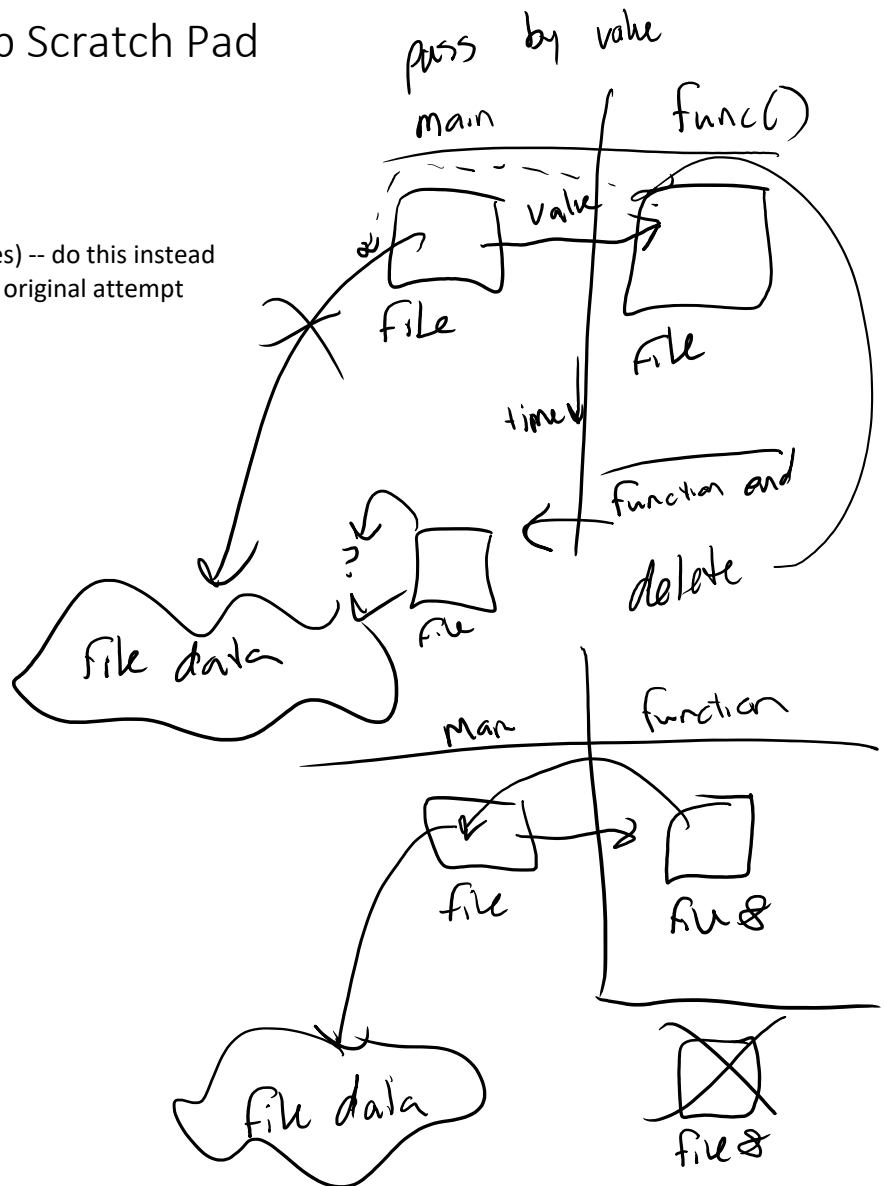 o Scratch Pad
pass by value
main func()
value
es) -- do this instead
original attempt
file file
time
function end
delete
file
file data
Main function
file file &
file data
file &